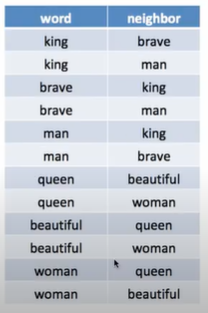 word neighbor
king brave
king man
brave king
brave man
man king
man brave
queen beautiful
queen woman
beautiful queen
beautiful woman
woman queen
woman beautiful